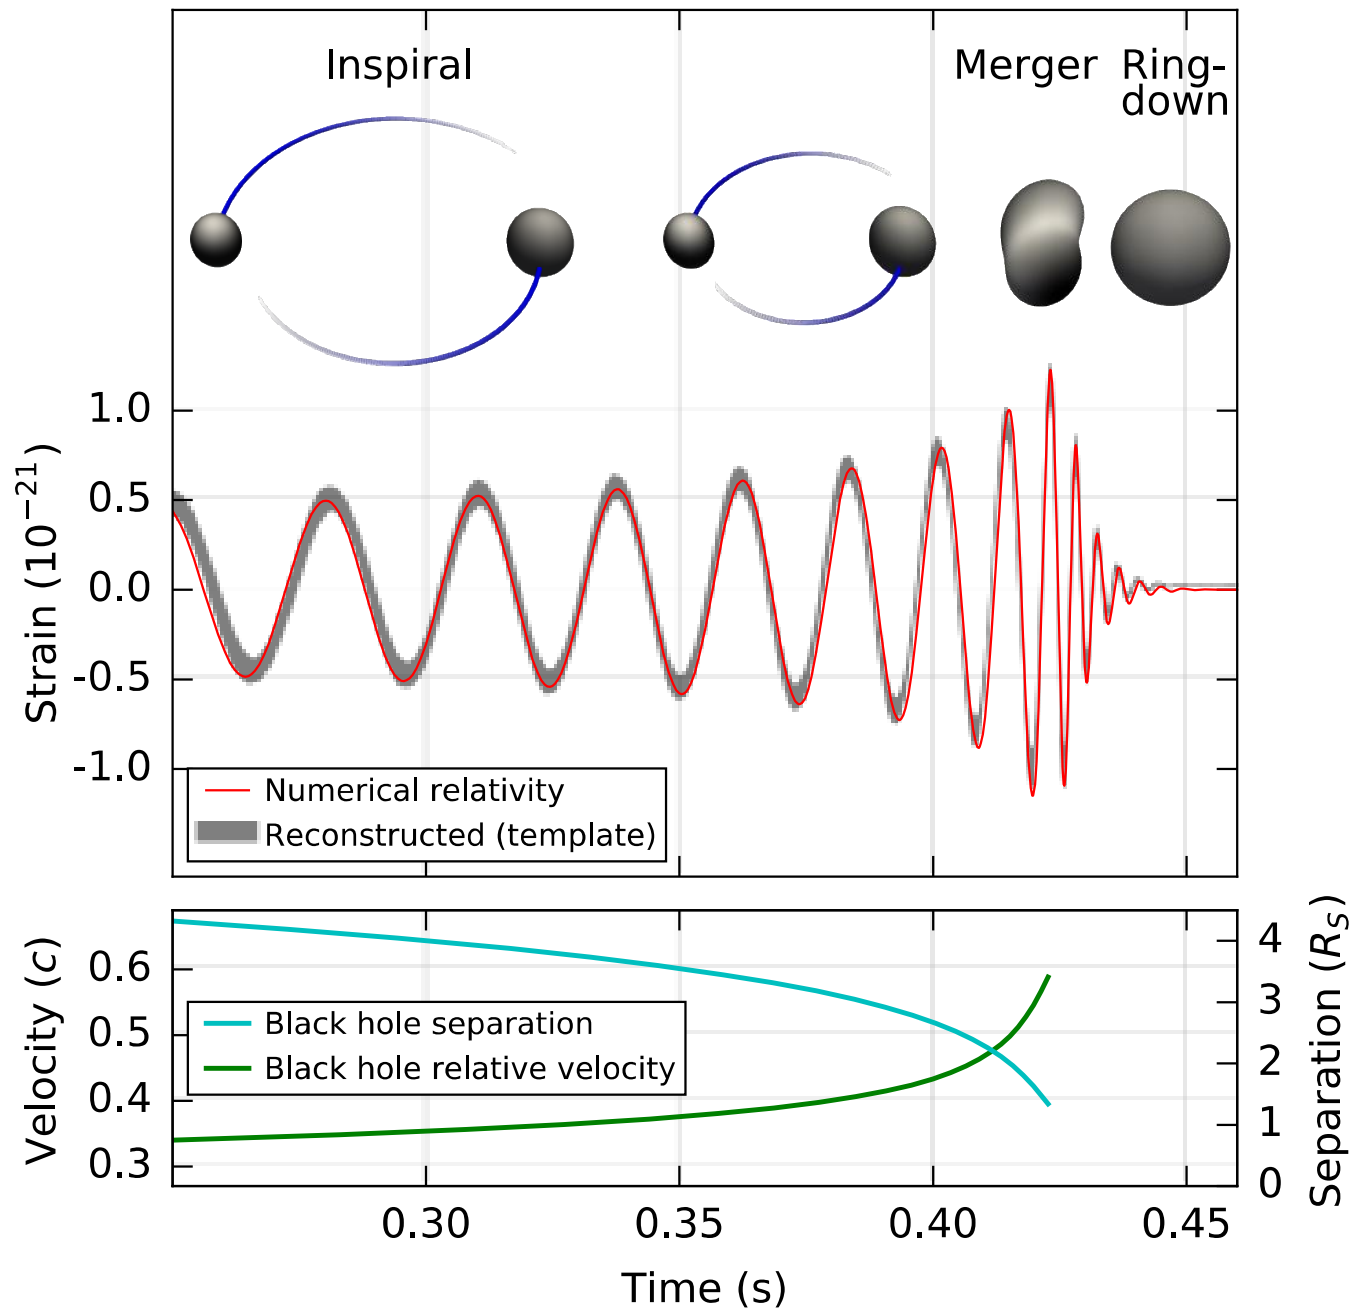 Inspiral
Merger
Ring-
down
Strain (10⁻²¹)
1.0
0.5
0.0
-0.5
-1.0
Numerical relativity
Reconstructed (template)
Velocity (c)
0.6
0.5
0.4
0.3
Black hole separation
Black hole relative velocity
Separation (R_S)
4
3
2
1
0
0.30 0.35 0.40 0.45
Time (s)